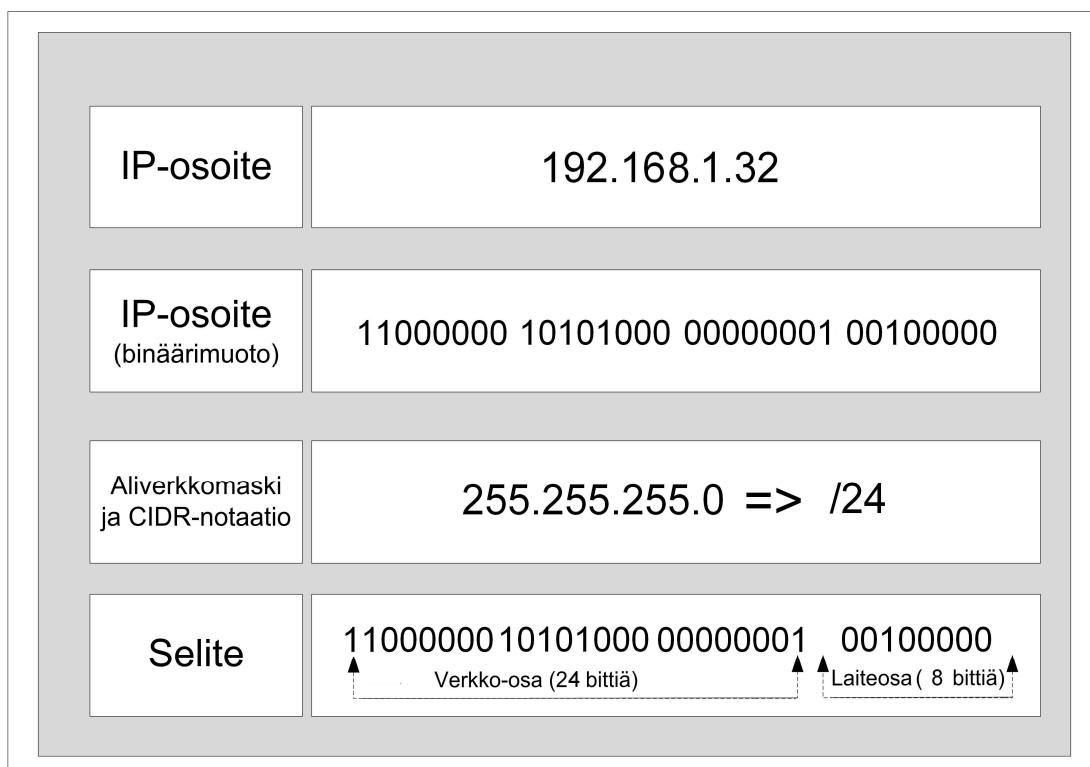 IP-osoite
192.168.1.32
IP-osoite
(binäärimuoto)
11000000 10101000 00000001 00100000
Aliverkkomaski
ja CIDR-notaatio
255.255.255.0 => /24
Selite
11000000 10101000 00000001 00100000
Verkko-osa (24 bittiä) Laiteosa ( 8 bittiä)